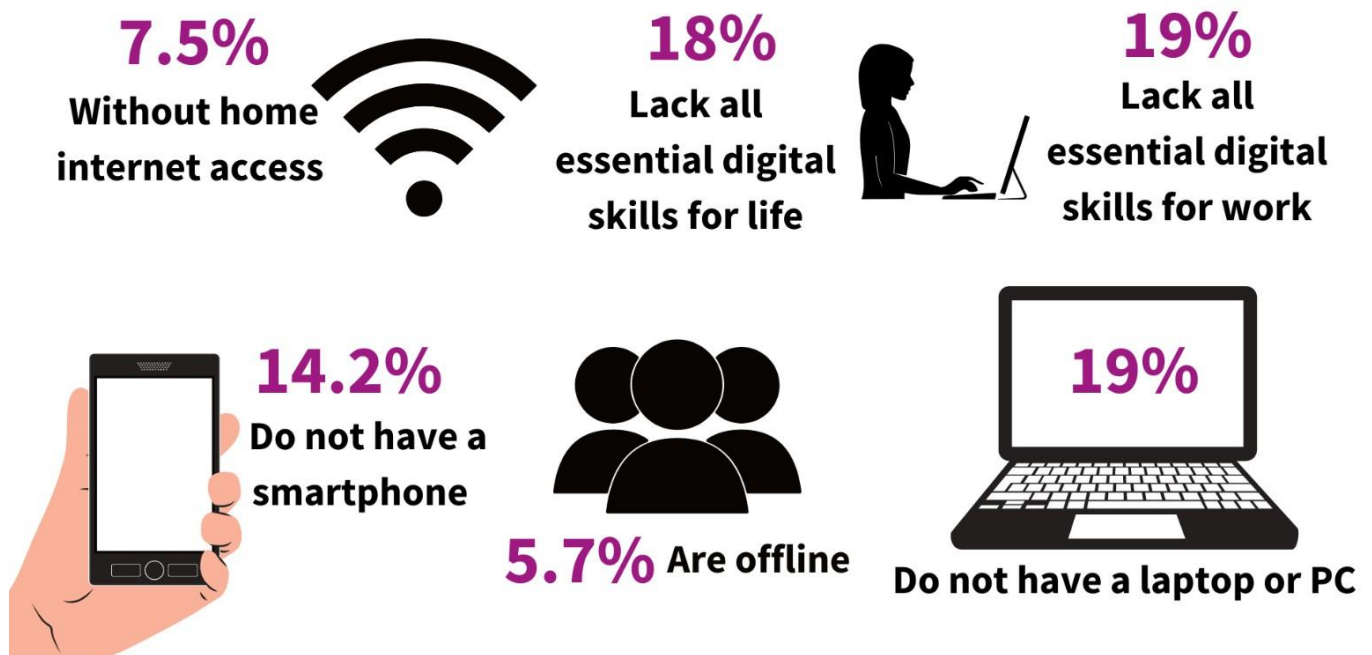 7.5%
Without home
internet access
18%
Lack all
essential digital
skills for life
19%
Lack all
essential digital
skills for work
14.2%
Do not have a
smartphone
5.7% Are offline
19%
Do not have a laptop or PC